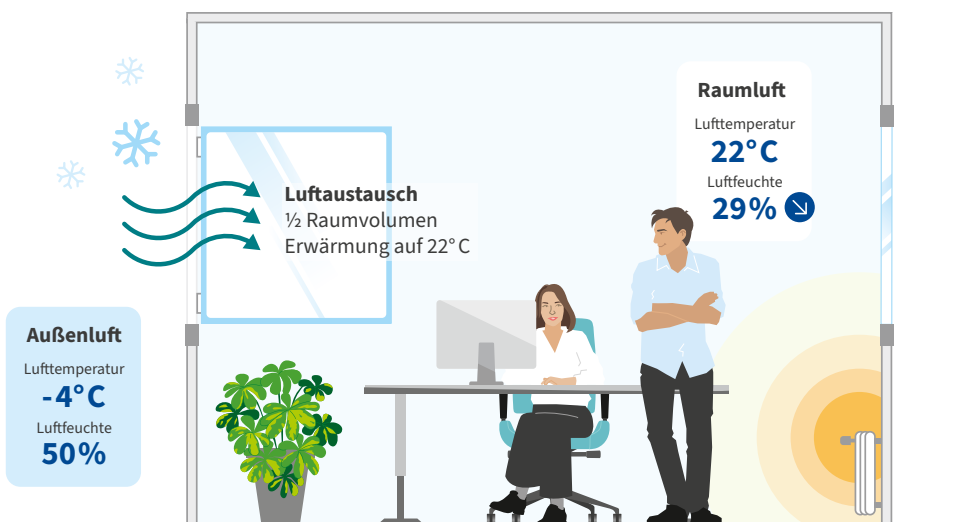 Raumluft
Lufttemperatur
22° C
Luftfeuchte
29 %
Luftaustausch
½ Raumvolumen
Erwärmung auf 22° C
Außenluft
Lufttemperatur
-4° C
Luftfeuchte
50 %